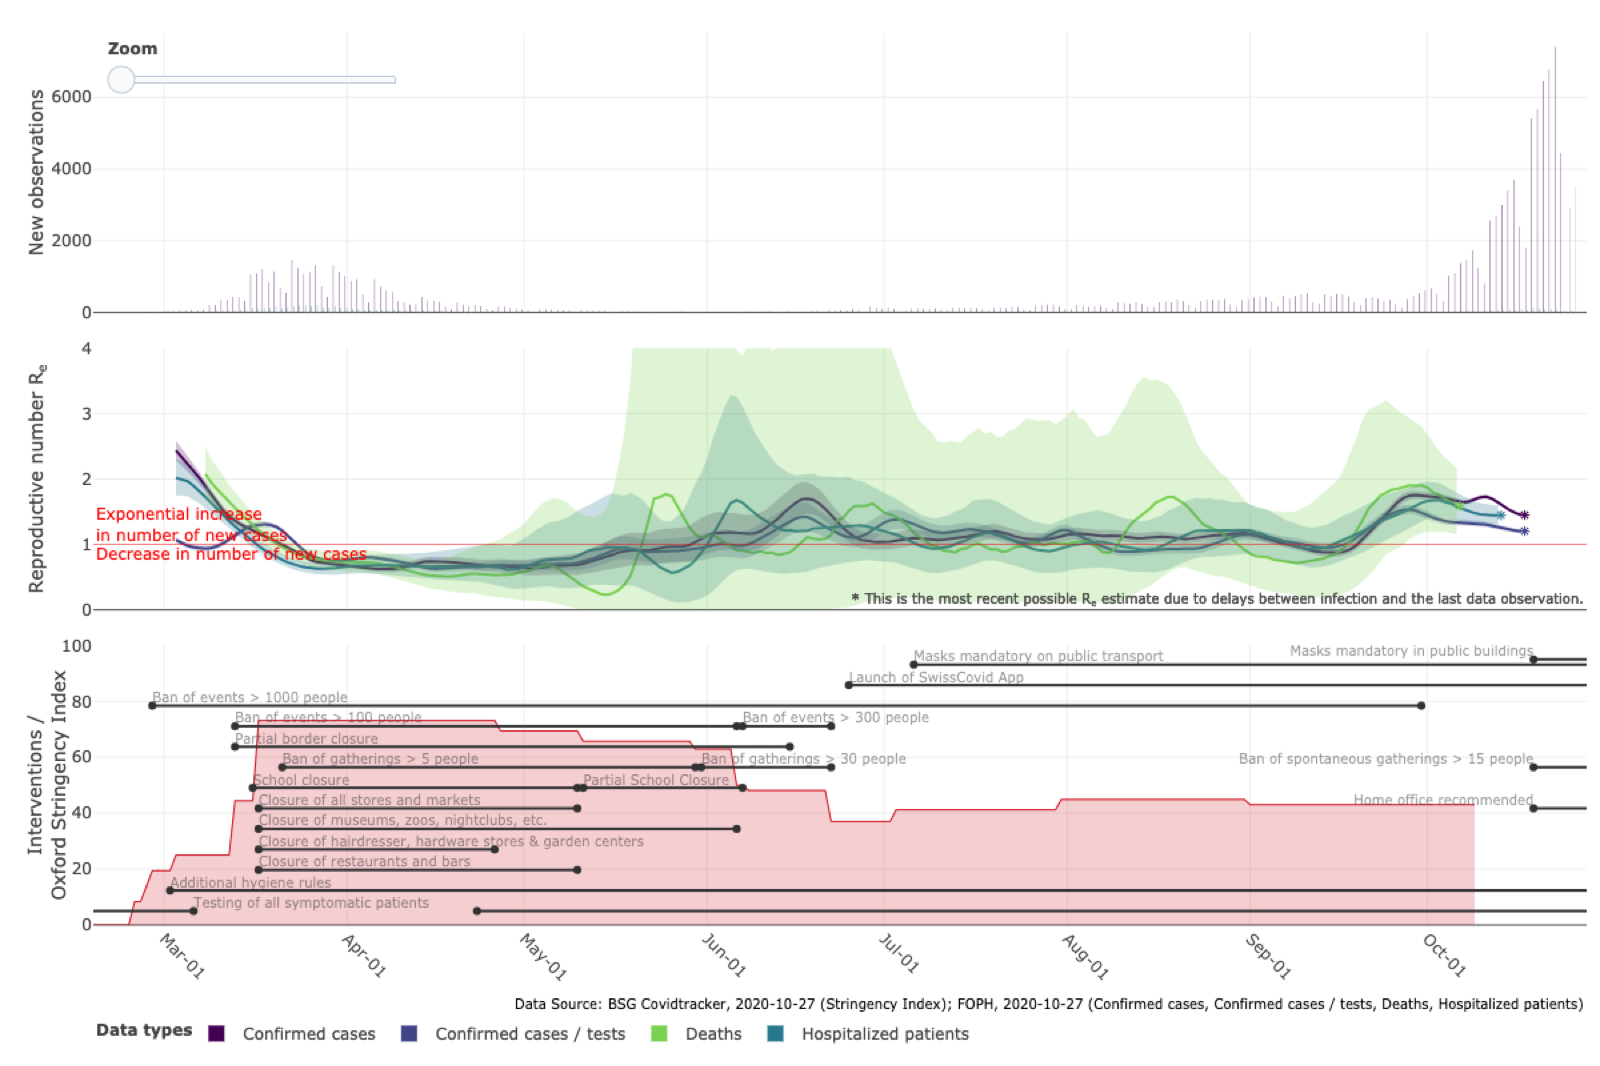 Zoom
New observations
6000
4000
2000
0
Reproductive number Re
4
3
2
1
0
Exponential increase
in number of new cases
Decrease in number of new cases
* This is the most recent possible Re estimate due to delays between infection and the last data observation.
Interventions /
Oxford Stringency Index
100
80
60
40
20
0
Masks mandatory in public buildings
Masks mandatory on public transport
Launch of SwissCovid App
Ban of events > 1000 people
Ban of events > 100 people
Ban of events > 300 people
Partial border closure
Ban of gatherings > 5 people
Ban of gatherings > 30 people
Ban of spontaneous gatherings > 15 people
School closure
Partial School Closure
Closure of all stores and markets
Home office recommended
Closure of museums, zoos, nightclubs, etc.
Closure of hairdresser, hardware stores & garden centers
Closure of restaurants and bars
Additional hygiene rules
Testing of all symptomatic patients
Mar-01
Apr-01
May-01
Jun-01
Jul-01
Aug-01
Sep-01
Oct-01
Data Source: BSG Covidtracker, 2020-10-27 (Stringency Index); FOPH, 2020-10-27 (Confirmed cases, Confirmed cases / tests, Deaths, Hospitalized patients)
Data types
Confirmed cases
Confirmed cases / tests
Deaths
Hospitalized patients